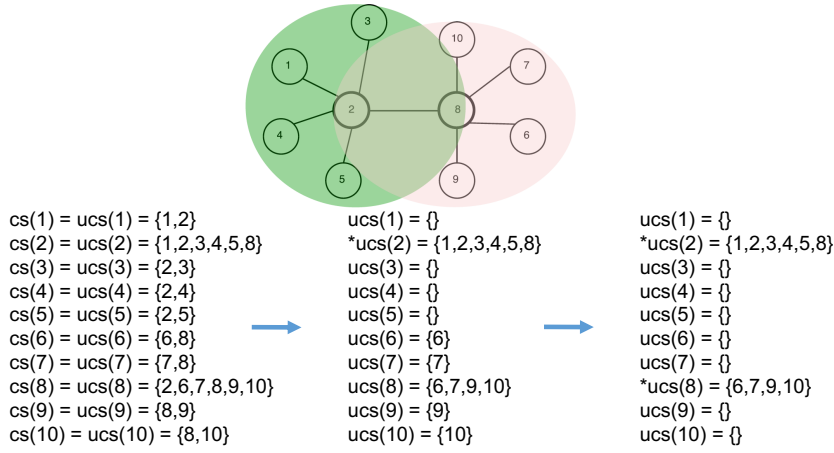 3
10
1
7
2
8
4
6
5
9
cs(1) = ucs(1) = {1,2}
cs(2) = ucs(2) = {1,2,3,4,5,8}
cs(3) = ucs(3) = {2,3}
cs(4) = ucs(4) = {2,4}
cs(5) = ucs(5) = {2,5}
cs(6) = ucs(6) = {6,8}
cs(7) = ucs(7) = {7,8}
cs(8) = ucs(8) = {2,6,7,8,9,10}
cs(9) = ucs(9) = {8,9}
cs(10) = ucs(10) = {8,10}
ucs(1) = {}
*ucs(2) = {1,2,3,4,5,8}
ucs(3) = {}
ucs(4) = {}
ucs(5) = {}
ucs(6) = {6}
ucs(7) = {7}
ucs(8) = {6,7,9,10}
ucs(9) = {9}
ucs(10) = {10}
ucs(1) = {}
*ucs(2) = {1,2,3,4,5,8}
ucs(3) = {}
ucs(4) = {}
ucs(5) = {}
ucs(6) = {}
ucs(7) = {}
*ucs(8) = {6,7,9,10}
ucs(9) = {}
ucs(10) = {}